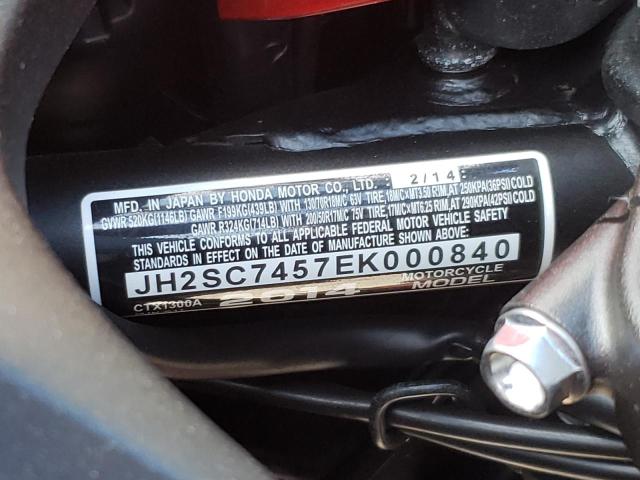 MFD. IN JAPAN BY HONDA MOTOR CO., LTD. 2/14
GVWR 520KG(1146LB) GAWR F199KG(439LB) WITH 130/70R18M/C 63V TIRE, 18M/C×MT3.50 RIM, AT 250KPA(36PSI) COLD
GAWR R324KG(714LB) WITH 200/50R17M/C 75V TIRE, 17M/C×MT6.25 RIM, AT 290KPA(42PSI) COLD
THIS VEHICLE CONFORMS TO ALL APPLICABLE FEDERAL MOTOR VEHICLE SAFETY
STANDARDS IN EFFECT ON THE DATE OF MANUFACTURE SHOWN ABOVE.
JH2SC7457EK000840
CTX1300A 2014 MOTORCYCLE
MODEL